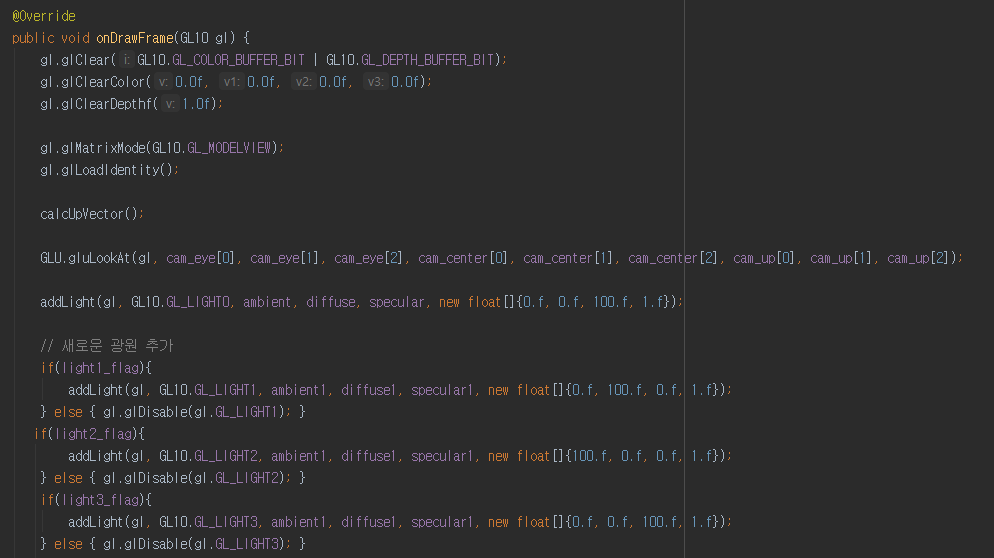 @Override
public void onDrawFrame(GL10 gl) {
gl.glClear( i: GL10.GL_COLOR_BUFFER_BIT | GL10.GL_DEPTH_BUFFER_BIT);
gl.glClearColor( v: 0.0f, v1: 0.0f, v2: 0.0f, v3: 0.0f);
gl.glClearDepthf( v: 1.0f);
gl.glMatrixMode(GL10.GL_MODELVIEW);
gl.glLoadIdentity();
calcUpVector();
GLU.gluLookAt(gl, cam_eye[0], cam_eye[1], cam_eye[2], cam_center[0], cam_center[1], cam_center[2], cam_up[0], cam_up[1], cam_up[2]);
addLight(gl, GL10.GL_LIGHT0, ambient, diffuse, specular, new float[]{0.f, 0.f, 100.f, 1.f});
// 새로운 광원 추가
if(light1_flag){
addLight(gl, GL10.GL_LIGHT1, ambient1, diffuse1, specular1, new float[]{0.f, 100.f, 0.f, 1.f});
} else { gl.glDisable(gl.GL_LIGHT1); }
if(light2_flag){
addLight(gl, GL10.GL_LIGHT2, ambient1, diffuse1, specular1, new float[]{100.f, 0.f, 0.f, 1.f});
} else { gl.glDisable(gl.GL_LIGHT2); }
if(light3_flag){
addLight(gl, GL10.GL_LIGHT3, ambient1, diffuse1, specular1, new float[]{0.f, 0.f, 100.f, 1.f});
} else { gl.glDisable(gl.GL_LIGHT3); }